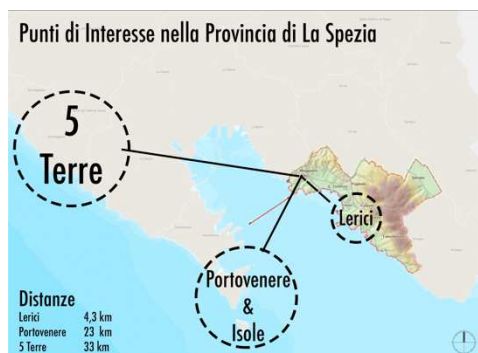 Punti di Interesse nella Provincia di La Spezia
5
Terre
Lerici
Portovenere
&
Isole
Distanze
Lerici 4,3 km
Portovenere 23 km
5 Terre 33 km